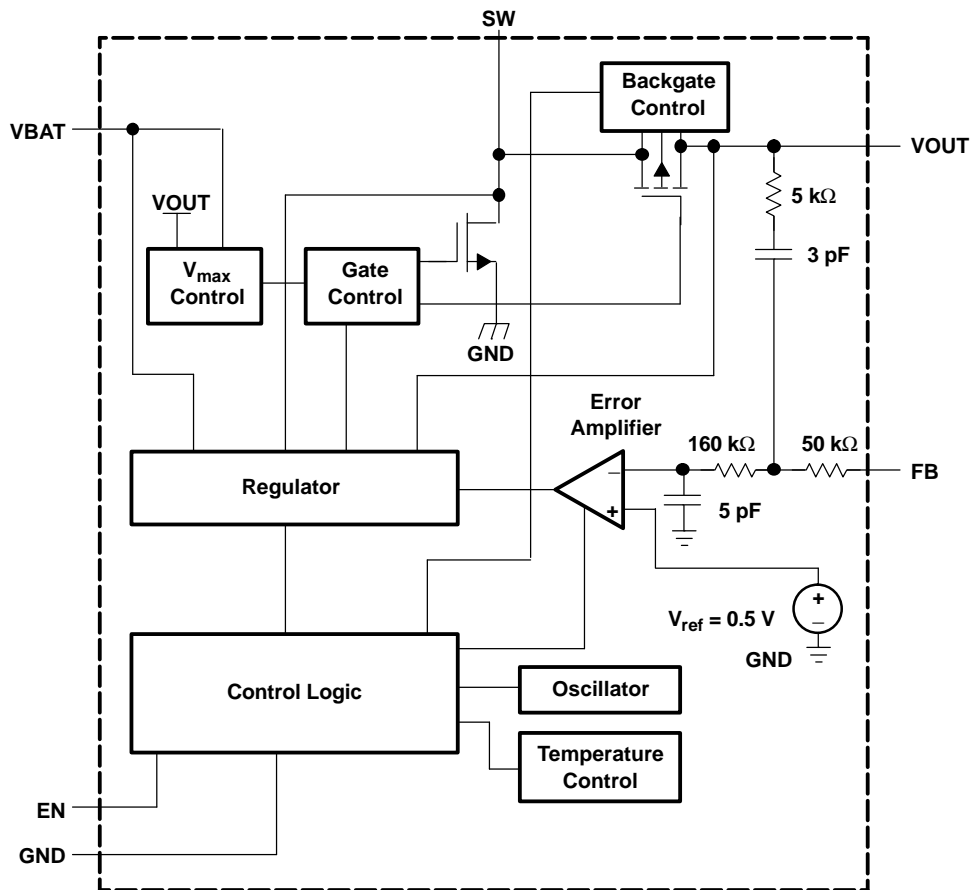 SW
Backgate
Control
VBAT
VOUT
VOUT
5 kΩ
3 pF
Vmax
Control
Gate
Control
GND
Error
Amplifier
160 kΩ
50 kΩ
Regulator
−
+
5 pF
FB
Vref = 0.5 V
+
−
GND
Control Logic
Oscillator
Temperature
Control
EN
GND